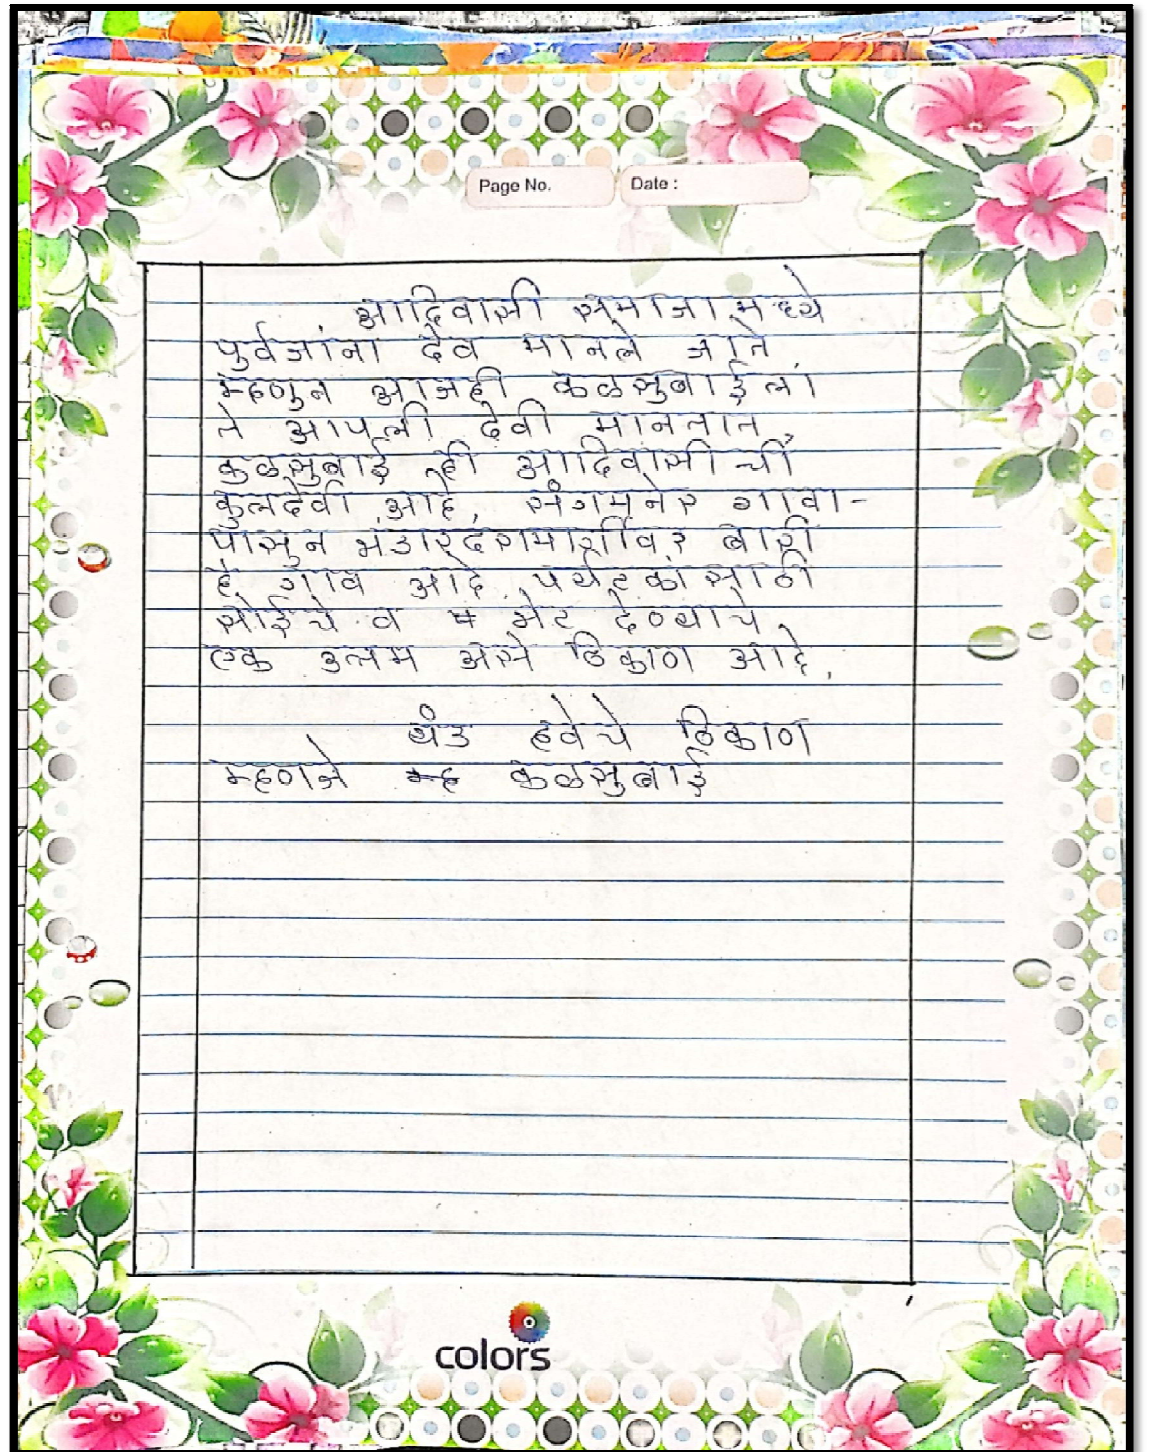 Page No.
Date :
आदिवासी समाजामध्ये
पुर्वजांना देव मानले जाते
म्हणुन आजही कळसुबाईला
ते आपली देवी मानतात,
कुळसुबाई ही आदिवासींची
कुलदेवी आहे, संगमनेर गावा-
पासुन भंडारदरामार्गावर बारी
हे गाव आहे. पर्यटकांसाठी
सोईचे व भेट देण्याचे
एक उत्तम असे ठिकाण आहे.
थंड हवेचे ठिकाण
म्हणजे कळसुबाई
colors